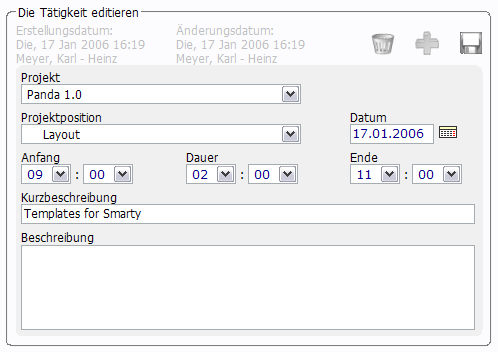 Die Tätigkeit editieren
Erstellungsdatum: Änderungsdatum:
Die, 17 Jan 2006 16:19 Die, 17 Jan 2006 16:19
Meyer, Karl - Heinz Meyer, Karl - Heinz
Projekt
Panda 1.0
Projektposition Datum
Layout 17.01.2006
Anfang Dauer Ende
09 : 00 02 : 00 11 : 00
Kurzbeschreibung
Templates for Smarty
Beschreibung